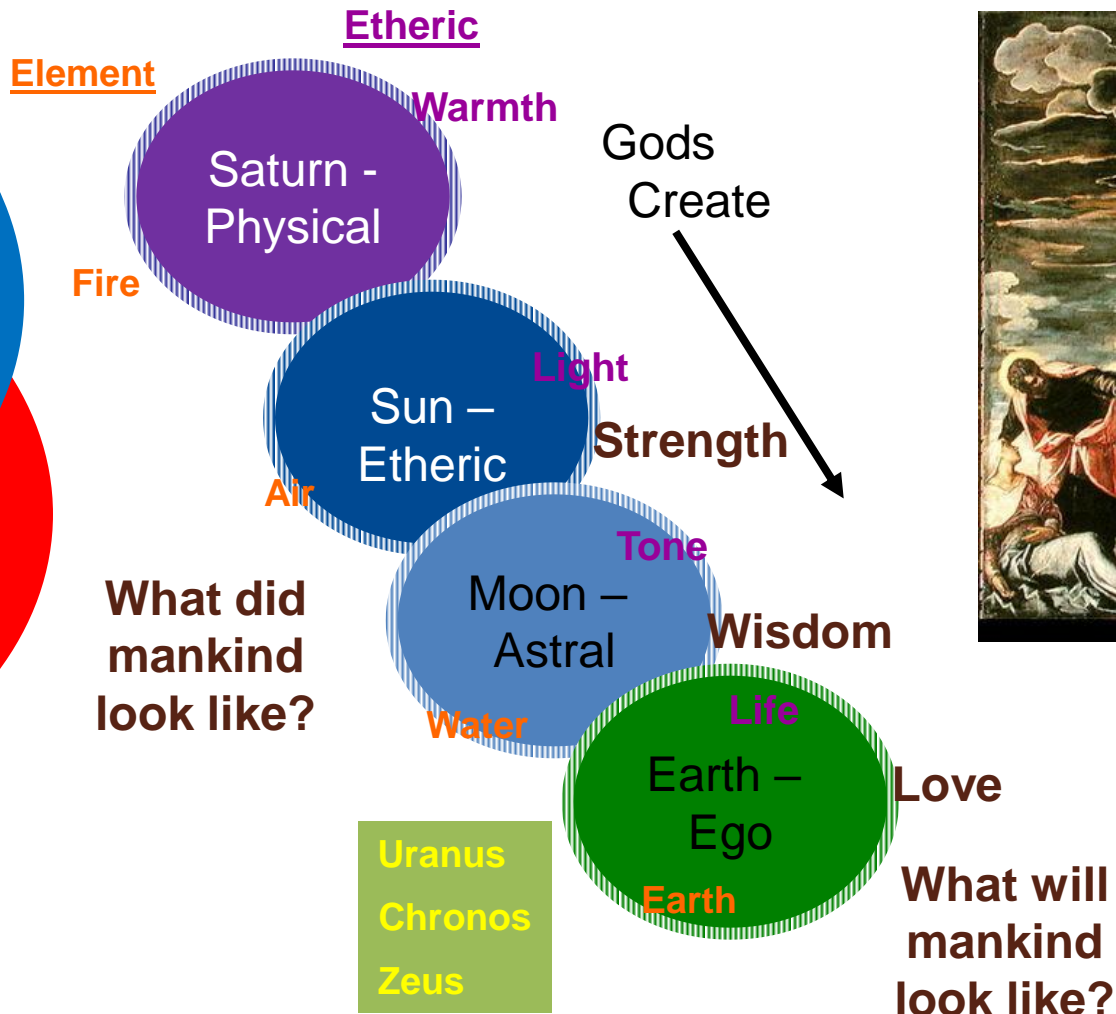 Etheric
Element
Warmth
Saturn -
Physical
Fire
Gods
Create
Light
Sun –
Etheric
Strength
Air
Tone
Moon –
Astral
Wisdom
Water
What did
mankind
look like?
Life
Earth –
Ego
Love
Earth
Uranus
Chronos
Zeus
What will
mankind
look like?